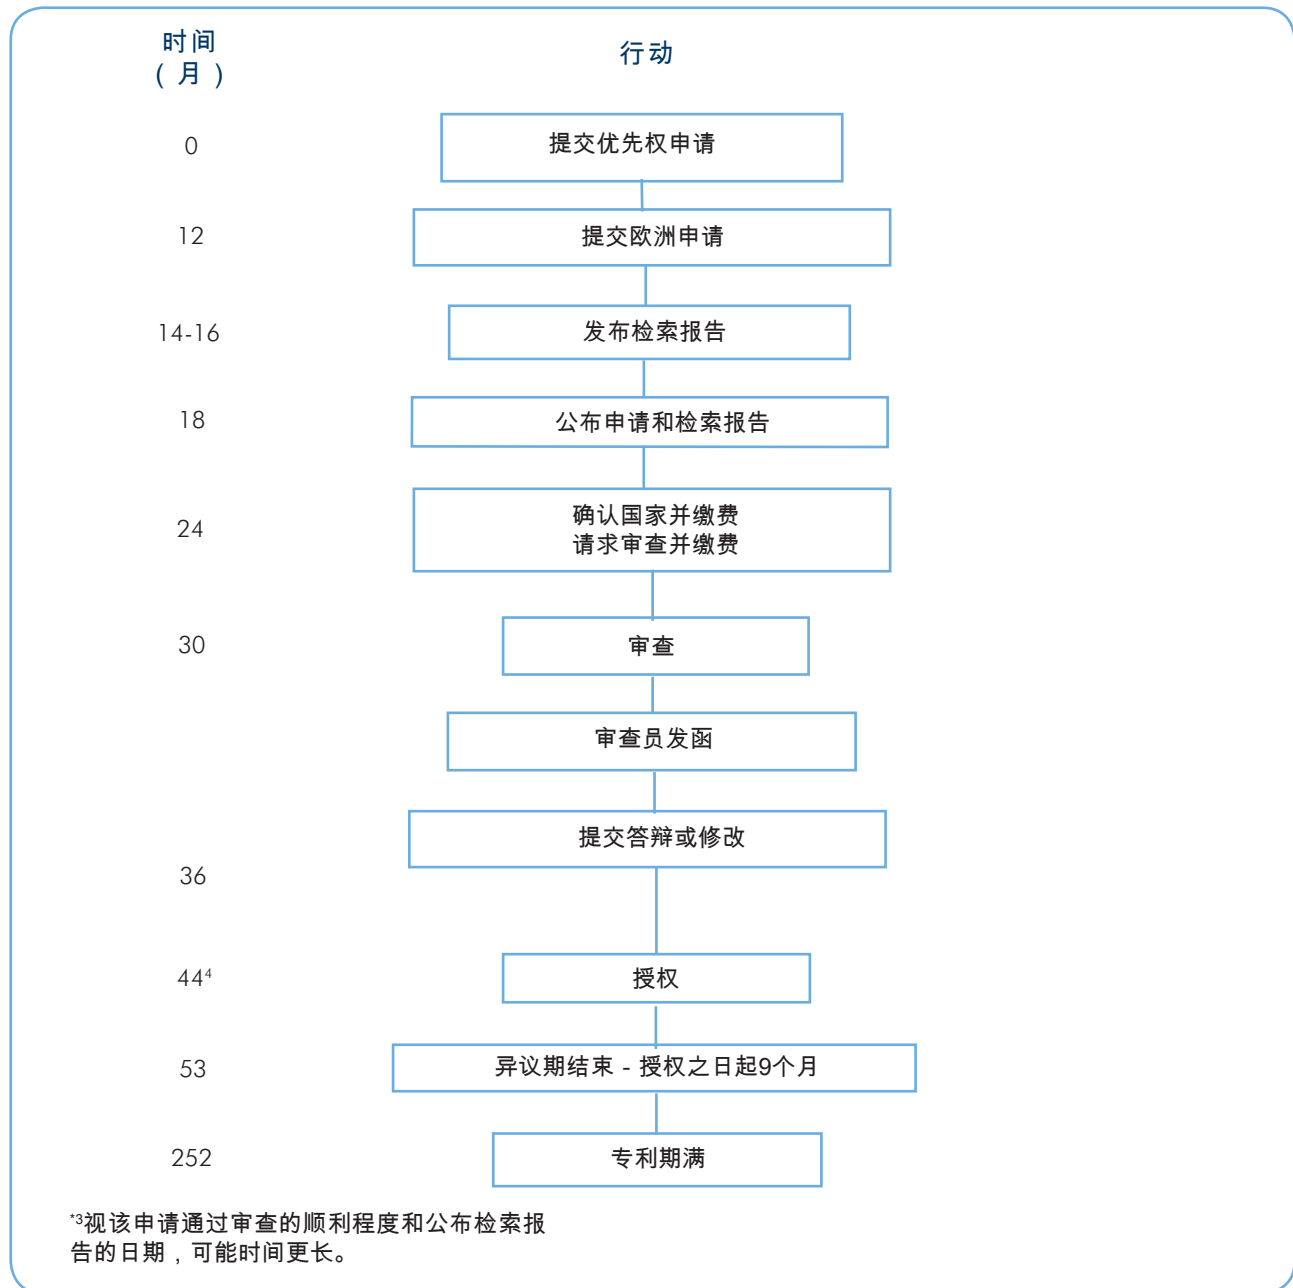 时间
（月）
行动
0
提交优先权申请
12
提交欧洲申请
14-16
发布检索报告
18
公布申请和检索报告
24
确认国家并缴费
请求审查并缴费
30
审查
审查员发函
提交答辩或修改
36
44⁴
授权
53
异议期结束 - 授权之日起9个月
252
专利期满
*³视该申请通过审查的顺利程度和公布检索报
告的日期，可能时间更长。